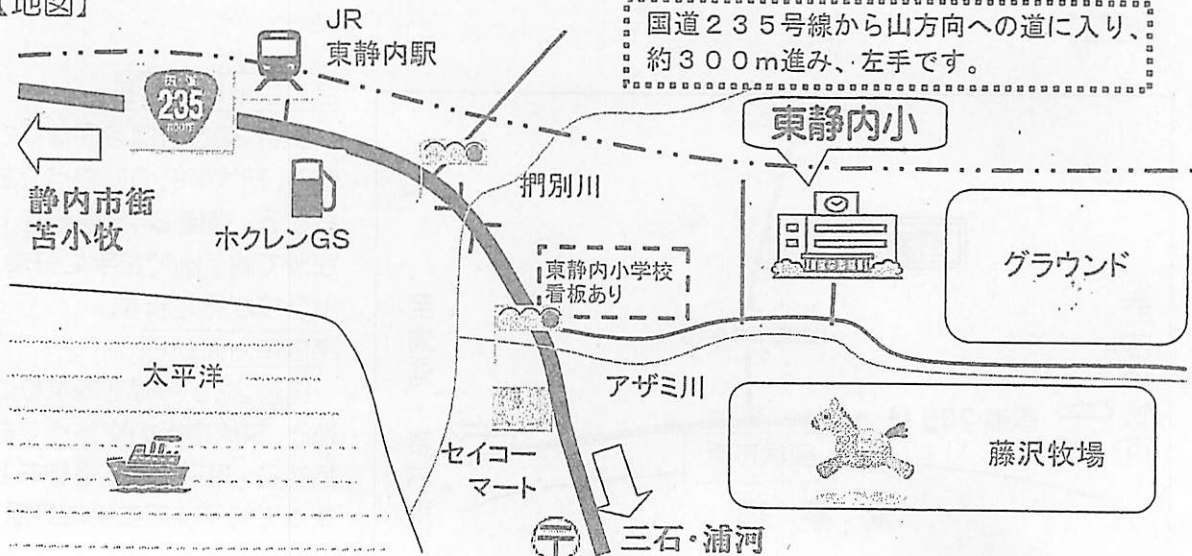 【地図】
JR
東静内駅
国道235号線から山方向への道に入り、
約300m進み、左手です。
国道
235
ROUTE
東静内小
捫別川
静内市街
苫小牧
ホクレンGS
東静内小学校
看板あり
グラウンド
太平洋
アザミ川
セイコー
マート
藤沢牧場
三石・浦河